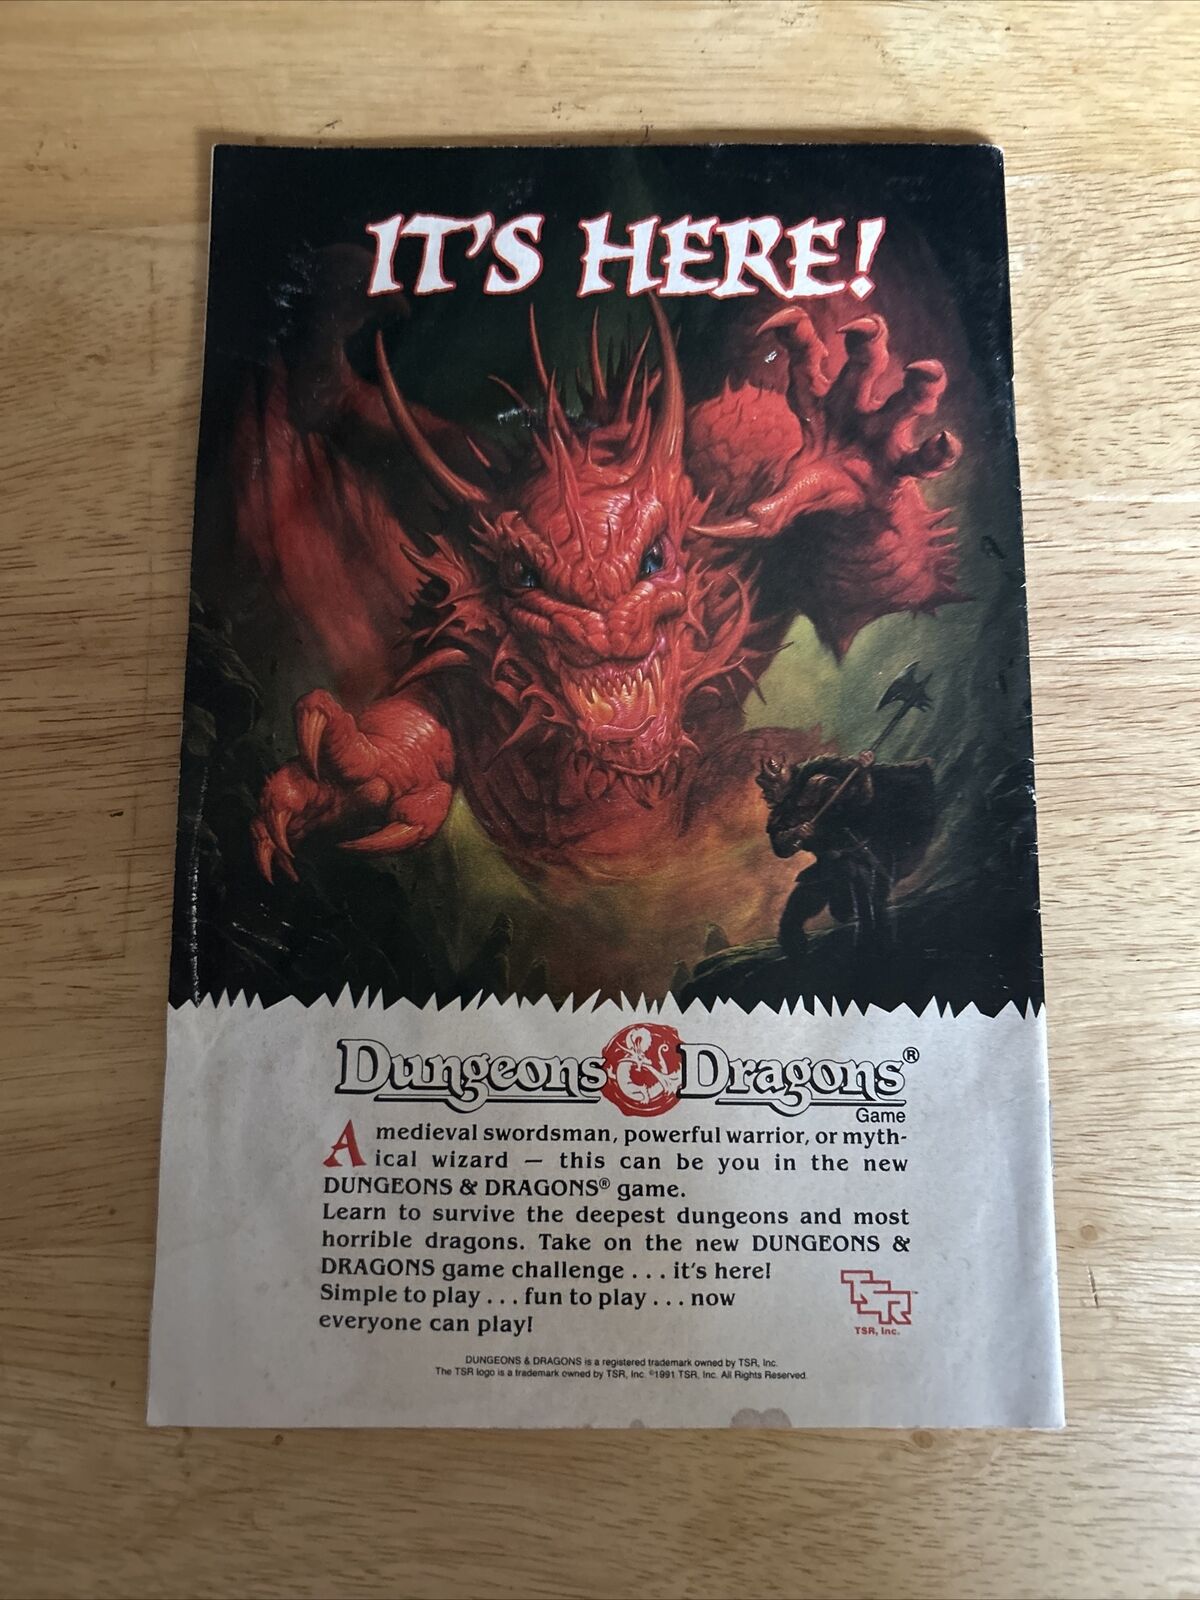 IT'S HERE!
Dungeons & Dragons®
Game
A medieval swordsman, powerful warrior, or myth-
ical wizard — this can be you in the new
DUNGEONS & DRAGONS® game.
Learn to survive the deepest dungeons and most
horrible dragons. Take on the new DUNGEONS &
DRAGONS game challenge . . . it's here!
Simple to play . . . fun to play . . . now
everyone can play!
TSR™
TSR, Inc.
DUNGEONS & DRAGONS is a registered trademark owned by TSR, Inc.
The TSR logo is a trademark owned by TSR, Inc. ©1991 TSR, Inc. All Rights Reserved.